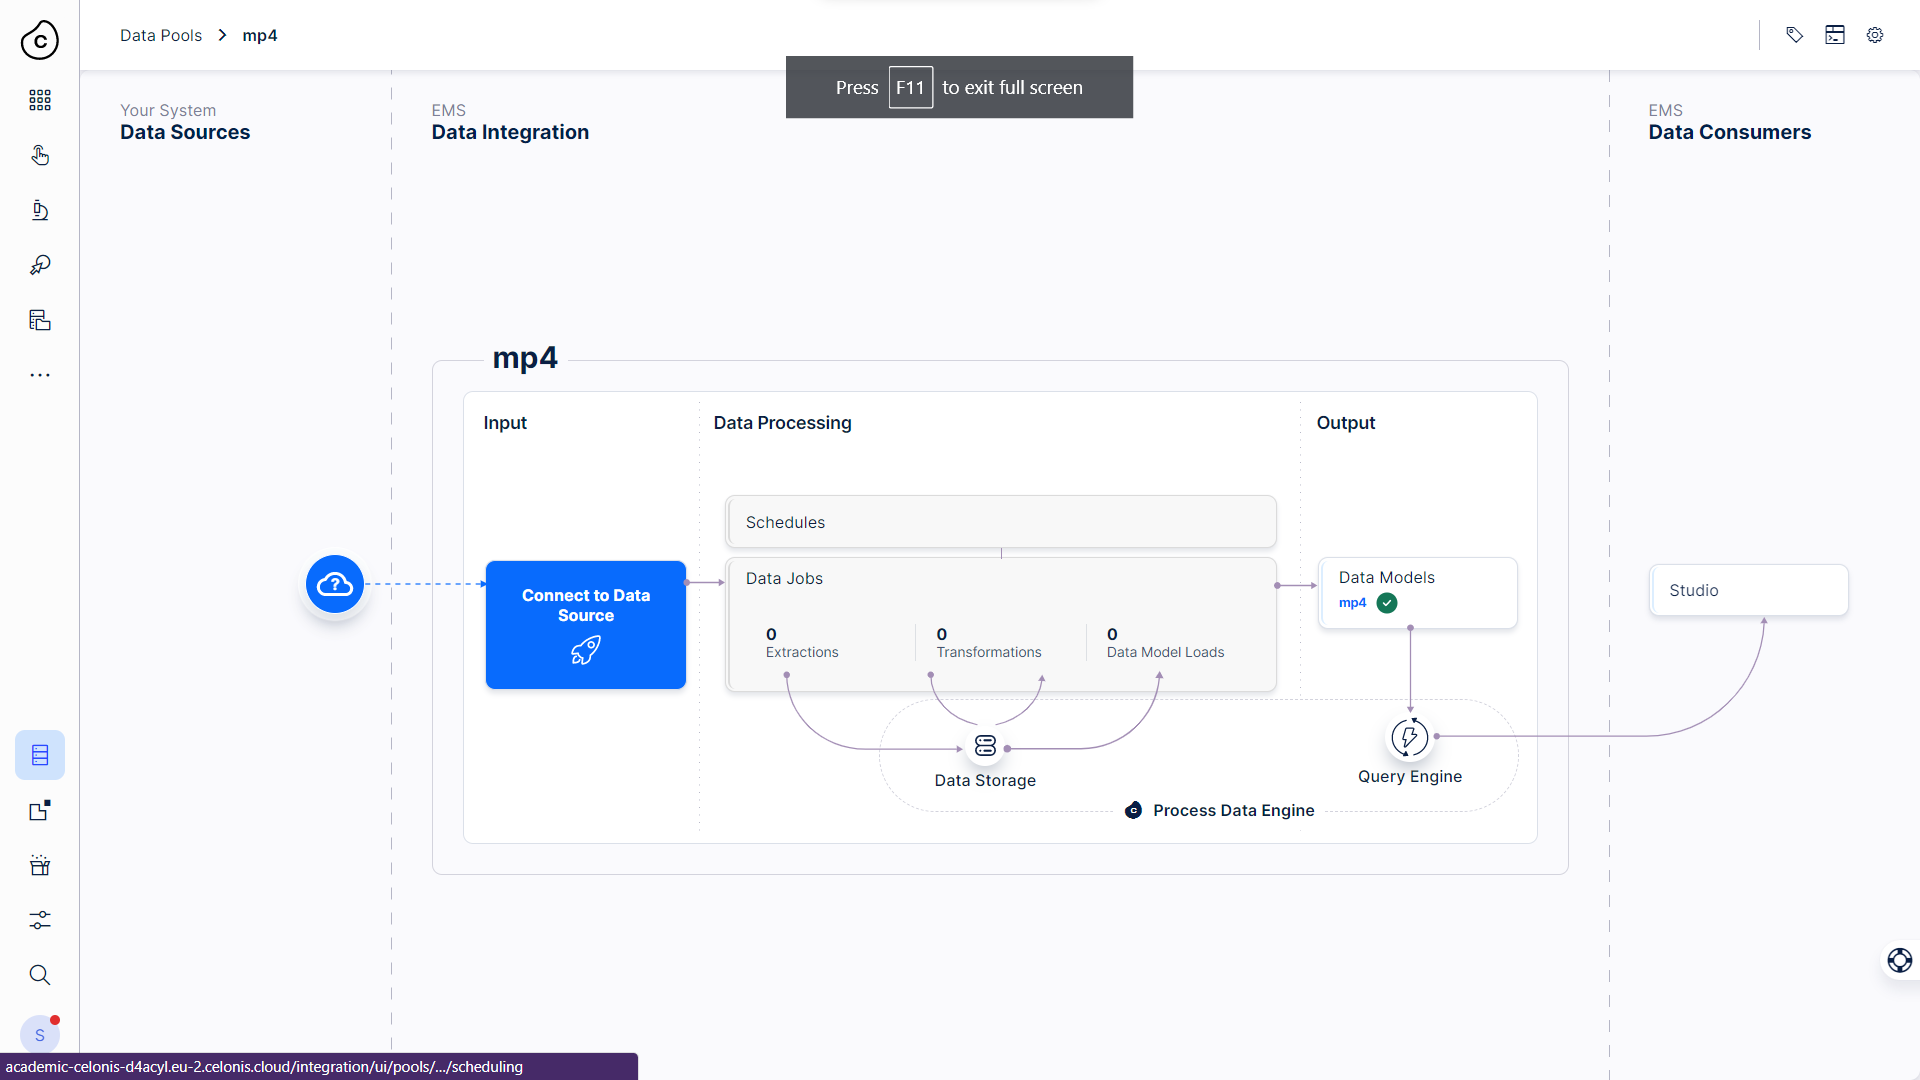 C
Data Pools > mp4
Press F11 to exit full screen
Your System
Data Sources
EMS
Data Integration
EMS
Data Consumers
mp4
Input
Data Processing
Output
Schedules
Connect to Data
Source
Data Jobs
0
Extractions
0
Transformations
0
Data Model Loads
Data Models
mp4
Studio
Data Storage
Query Engine
C Process Data Engine
S
academic-celonis-d4acyl.eu-2.celonis.cloud/integration/ui/pools/.../scheduling